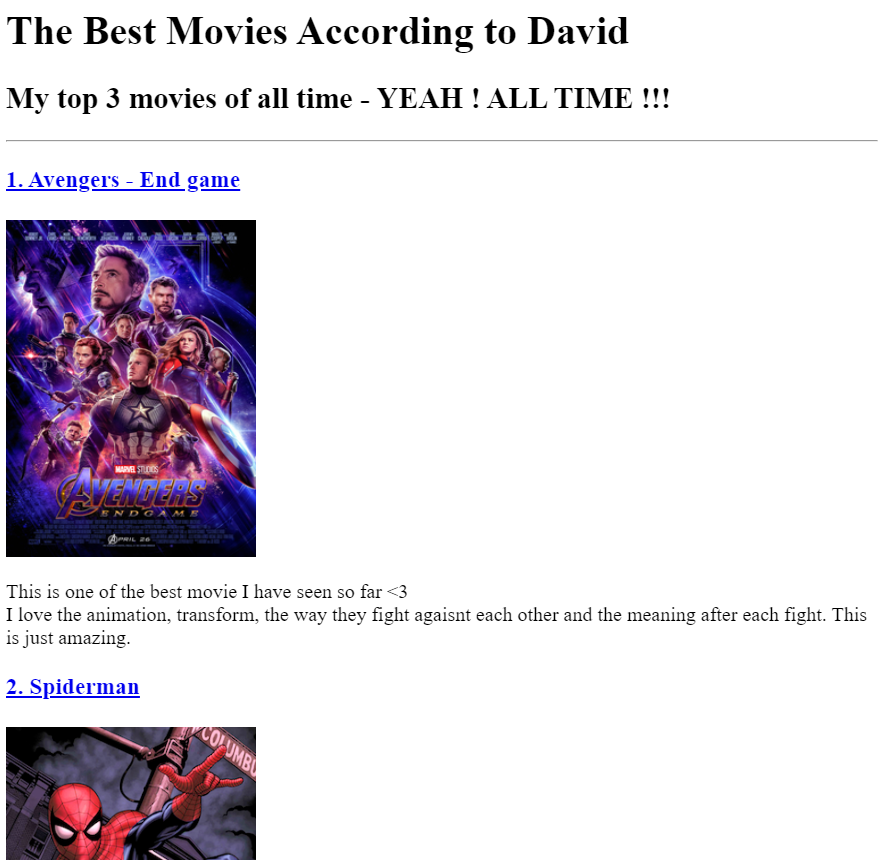 The Best Movies According to David
My top 3 movies of all time - YEAH ! ALL TIME !!!
1. Avengers - End game
MARVEL STUDIOS
AVENGERS
ENDGAME
APRIL 26
This is one of the best movie I have seen so far <3
I love the animation, transform, the way they fight agaisnt each other and the meaning after each fight. This
is just amazing.
2. Spiderman
COLUMBU